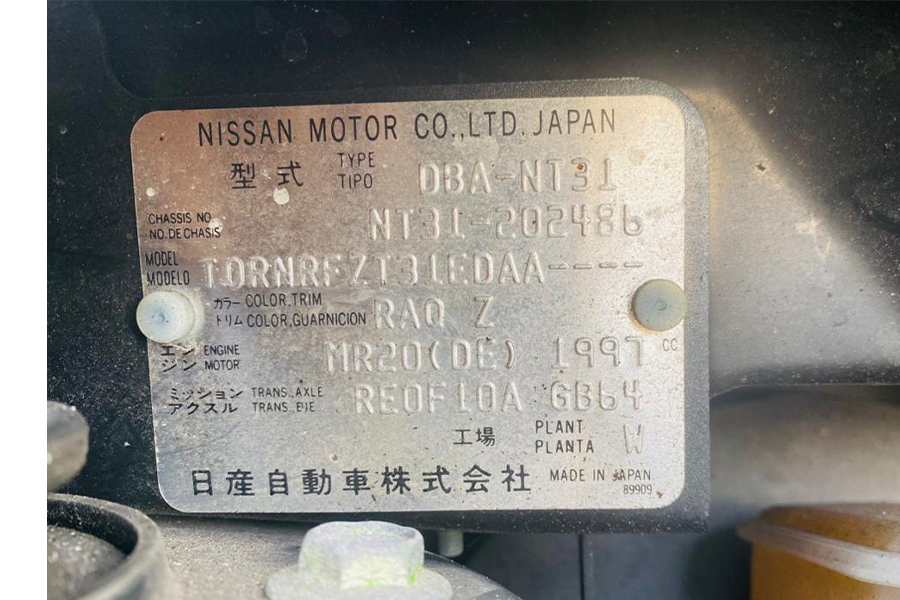 NISSAN MOTOR CO.,LTD. JAPAN
型式 TYPE TIPO DBA-NT31
CHASSIS NO. NO.DE CHASIS NT31-202486
MODEL MODELO TDRNRFZT31EDAA----
カラー COLOR,TRIM トリム COLOR,GUARNICION RAQ Z
エンジン ENGINE MOTOR MR20(DE) 1997 CC
ミッション TRANS.,AXLE アクスル TRANS.,EJE RE0F10A GB64
工場 PLANT PLANTA W
日産自動車株式会社 MADE IN JAPAN
89909